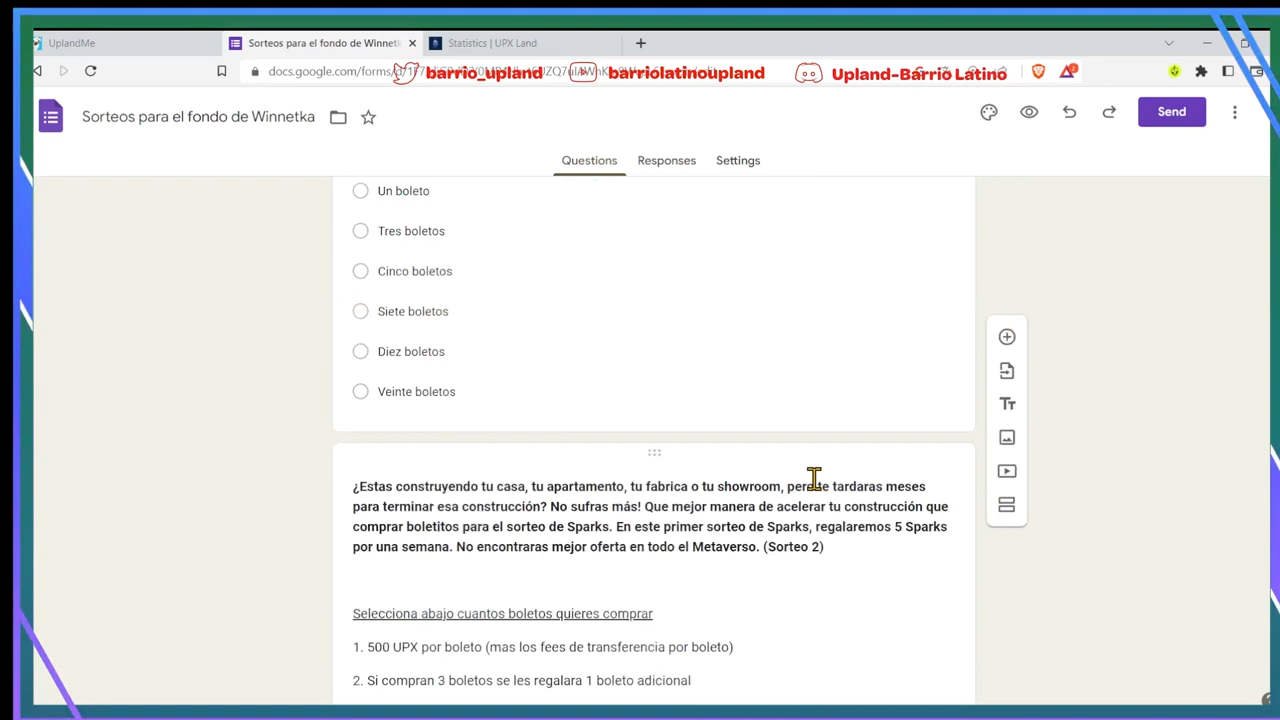 UplandMe
Sorteos para el fondo de Winnetk
Statistics | UPX Land
docs.google.com/forms/d/
barrio_upland
barriolatinoupland
Upland-Barrio Latino
Sorteos para el fondo de Winnetka
Send
Questions
Responses
Settings
Un boleto
Tres boletos
Cinco boletos
Siete boletos
Diez boletos
Veinte boletos
¿Estas construyendo tu casa, tu apartamento, tu fabrica o tu showroom, tardaras meses
para terminar esa construcción? No sufras más! Que mejor manera de acelerar tu construcción que
comprar boletitos para el sorteo de Sparks. En este primer sorteo de Sparks, regalaremos 5 Sparks
por una semana. No encontraras mejor oferta en todo el Metaverso. (Sorteo 2)
Selecciona abajo cuantos boletos quieres comprar
1. 500 UPX por boleto (mas los fees de transferencia por boleto)
2. Si compran 3 boletos se les regalara 1 boleto adicional